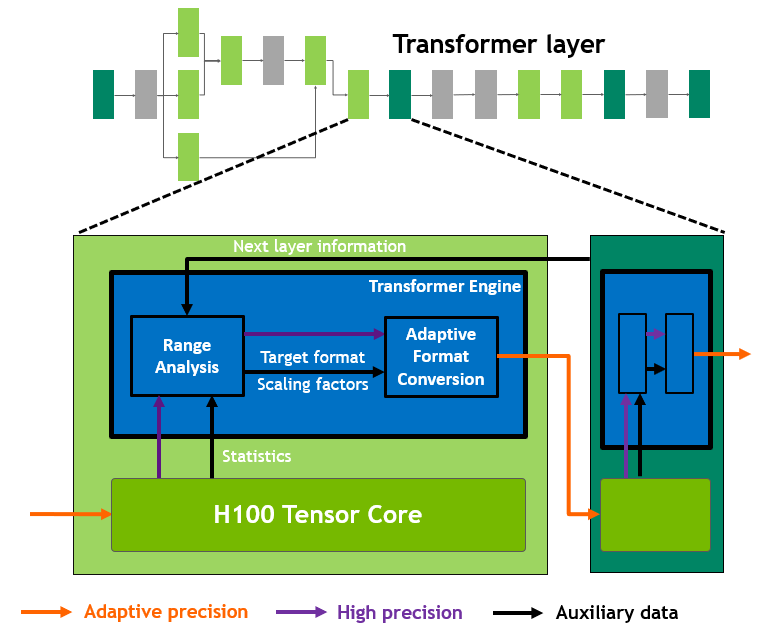 Transformer layer
Next layer information
Transformer Engine
Range
Analysis
Target format
Scaling factors
Adaptive
Format
Conversion
Statistics
H100 Tensor Core
Adaptive precision
High precision
Auxiliary data